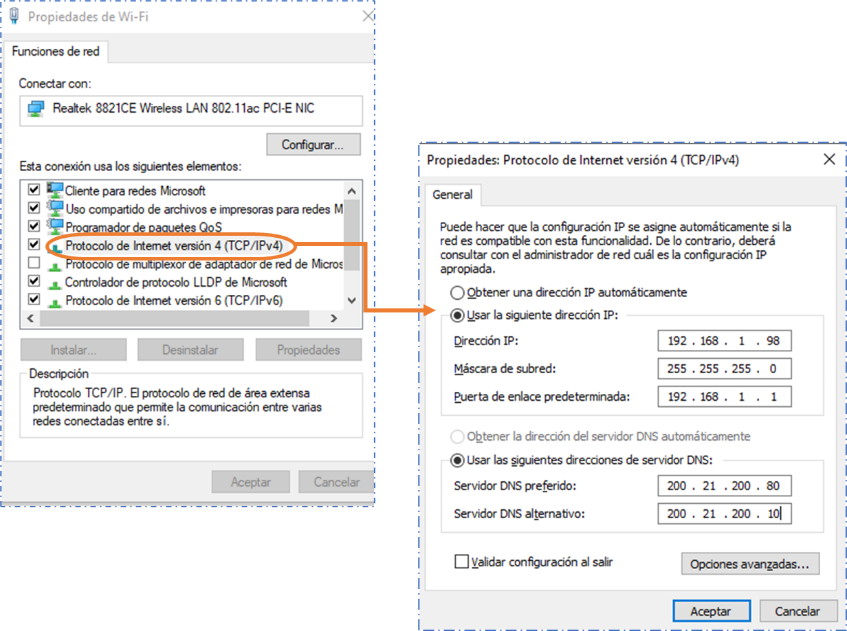 Propiedades de Wi-Fi
Funciones de red
Conectar con:
Realtek 8821CE Wireless LAN 802.11ac PCI-E NIC
Configurar...
Esta conexión usa los siguientes elementos:
Cliente para redes Microsoft
Uso compartido de archivos e impresoras para redes M
Programador de paquetes QoS
Protocolo de Internet versión 4 (TCP/IPv4)
Protocolo de multiplexor de adaptador de red de Micros
Controlador de protocolo LLDP de Microsoft
Protocolo de Internet versión 6 (TCP/IPv6)
Instalar...
Desinstalar
Propiedades
Descripción
Protocolo TCP/IP. El protocolo de red de área extensa
predeterminado que permite la comunicación entre varias
redes conectadas entre sí.
Aceptar
Cancelar
Propiedades: Protocolo de Internet versión 4 (TCP/IPv4)
General
Puede hacer que la configuración IP se asigne automáticamente si la
red es compatible con esta funcionalidad. De lo contrario, deberá
consultar con el administrador de red cuál es la configuración IP
apropiada.
Obtener una dirección IP automáticamente
Usar la siguiente dirección IP:
Dirección IP: 192 . 168 . 1 . 98
Máscara de subred: 255 . 255 . 255 . 0
Puerta de enlace predeterminada: 192 . 168 . 1 . 1
Obtener la dirección del servidor DNS automáticamente
Usar las siguientes direcciones de servidor DNS:
Servidor DNS preferido: 200 . 21 . 200 . 80
Servidor DNS alternativo: 200 . 21 . 200 . 10
Validar configuración al salir
Opciones avanzadas...
Aceptar
Cancelar